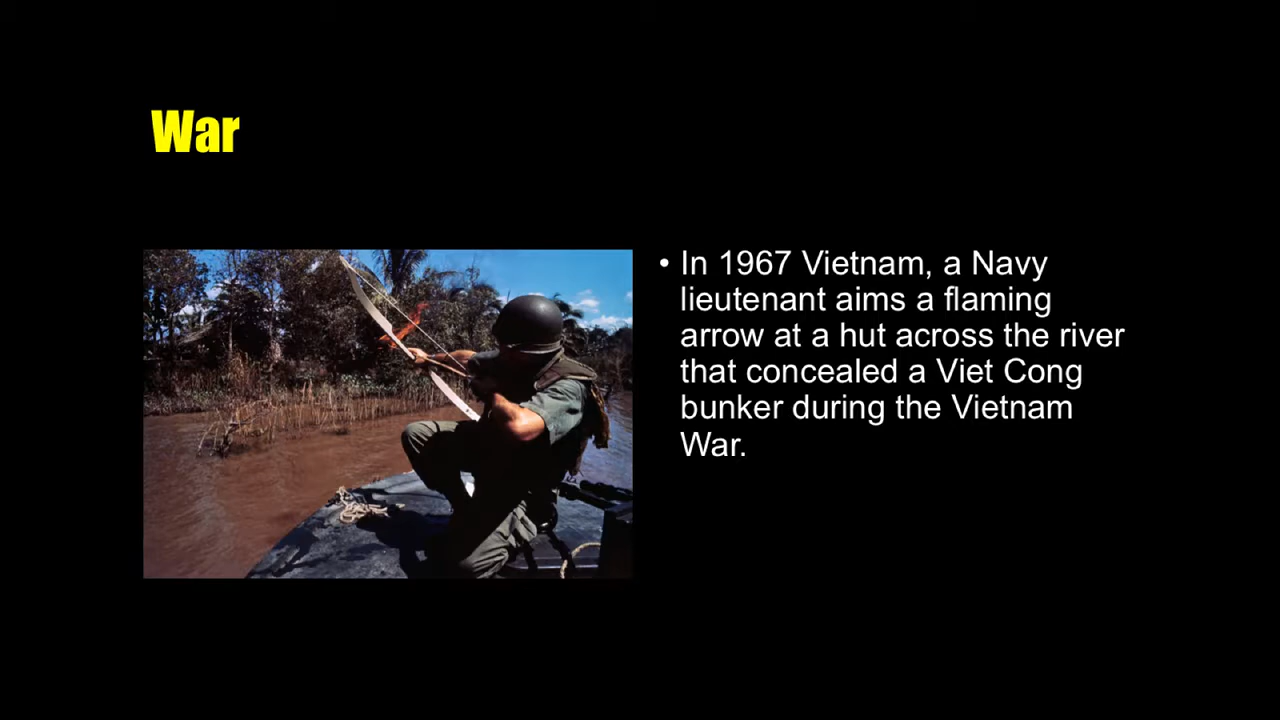 War
• In 1967 Vietnam, a Navy
lieutenant aims a flaming
arrow at a hut across the river
that concealed a Viet Cong
bunker during the Vietnam
War.